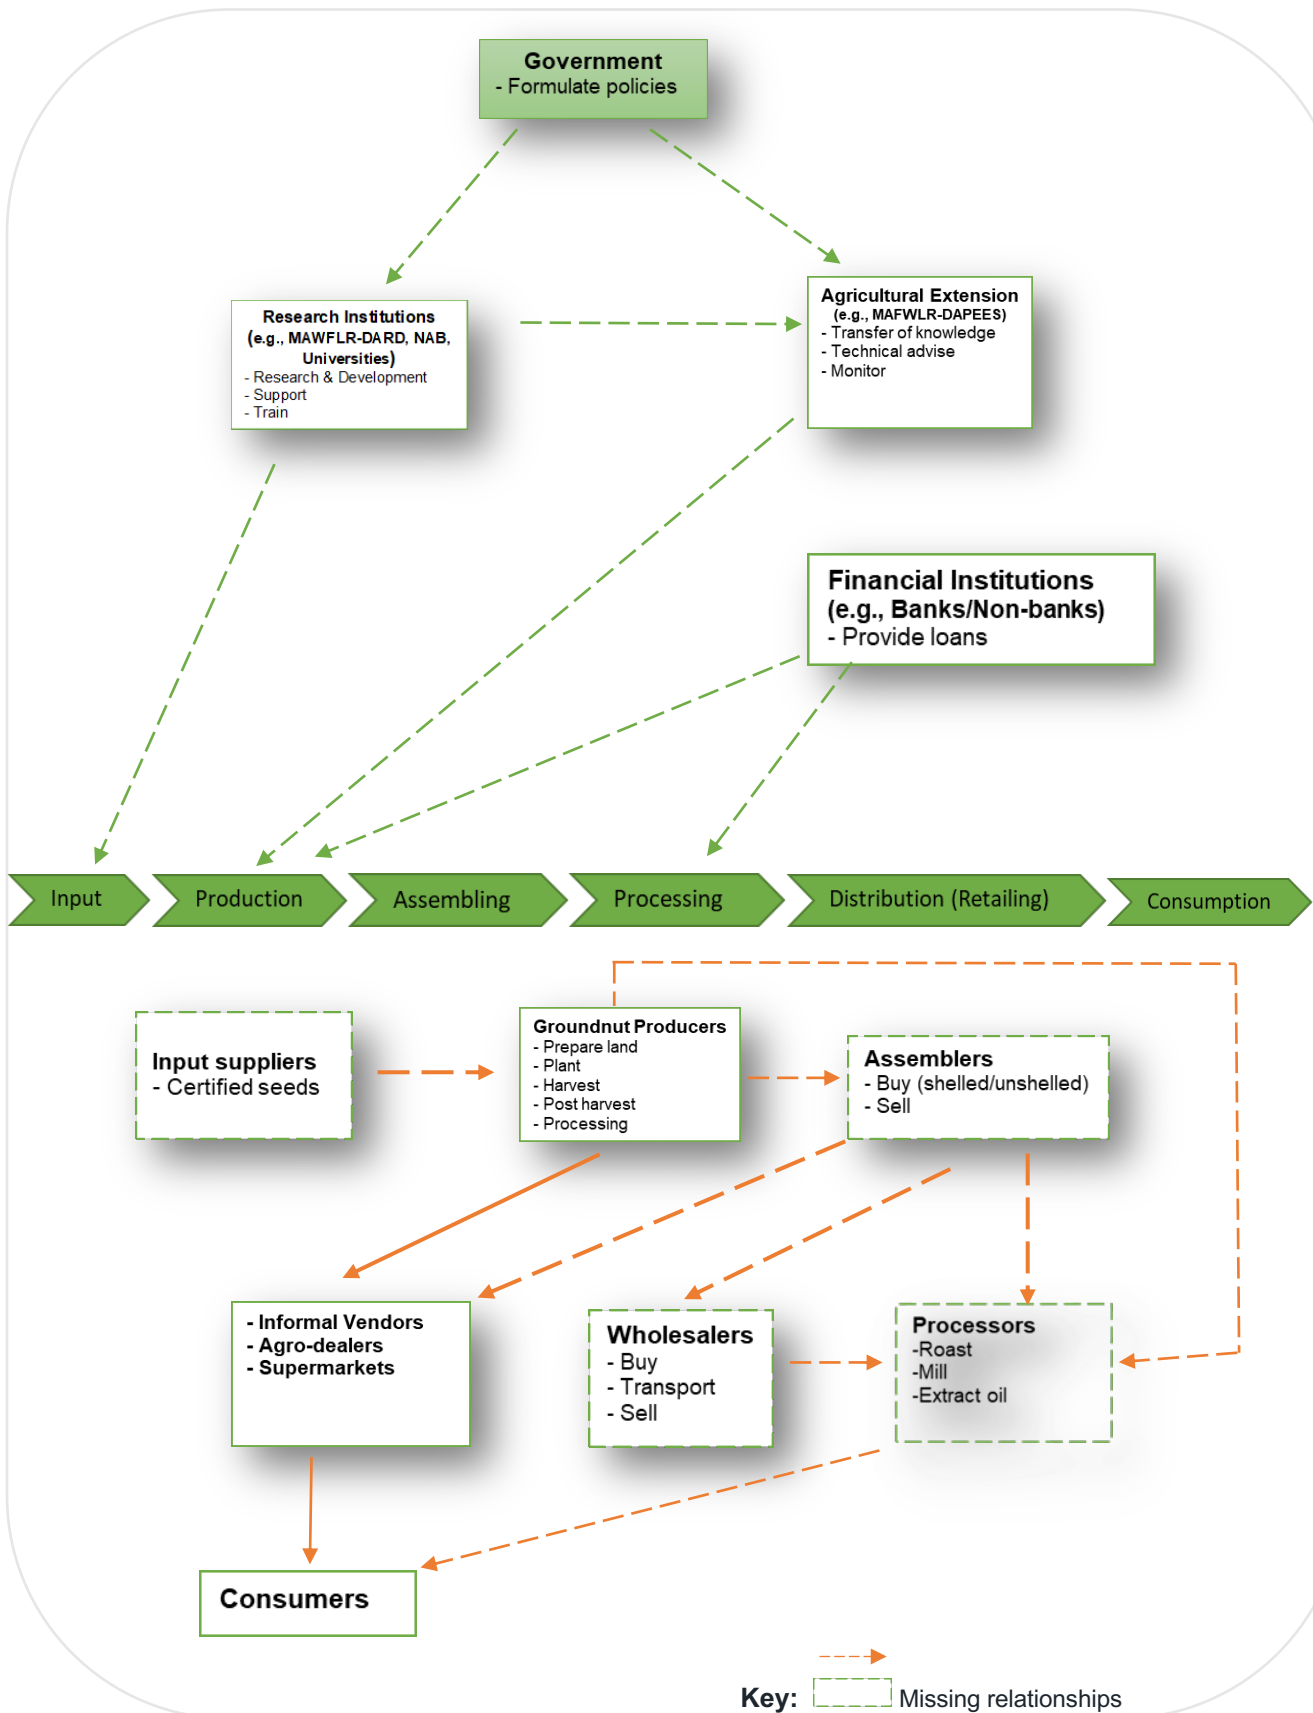 Government
- Formulate policies
Research Institutions
(e.g., MAWFLR-DARD, NAB,
Universities)
- Research & Development
- Support
- Train
Agricultural Extension
(e.g., MAFWLR-DAPEES)
- Transfer of knowledge
- Technical advise
- Monitor
Financial Institutions
(e.g., Banks/Non-banks)
- Provide loans
Input
Production
Assembling
Processing
Distribution (Retailing)
Consumption
Input suppliers
- Certified seeds
Groundnut Producers
- Prepare land
- Plant
- Harvest
- Post harvest
- Processing
Assemblers
- Buy (shelled/unshelled)
- Sell
- Informal Vendors
- Agro-dealers
- Supermarkets
Wholesalers
- Buy
- Transport
- Sell
Processors
-Roast
-Mill
-Extract oil
Consumers
Key: Missing relationships